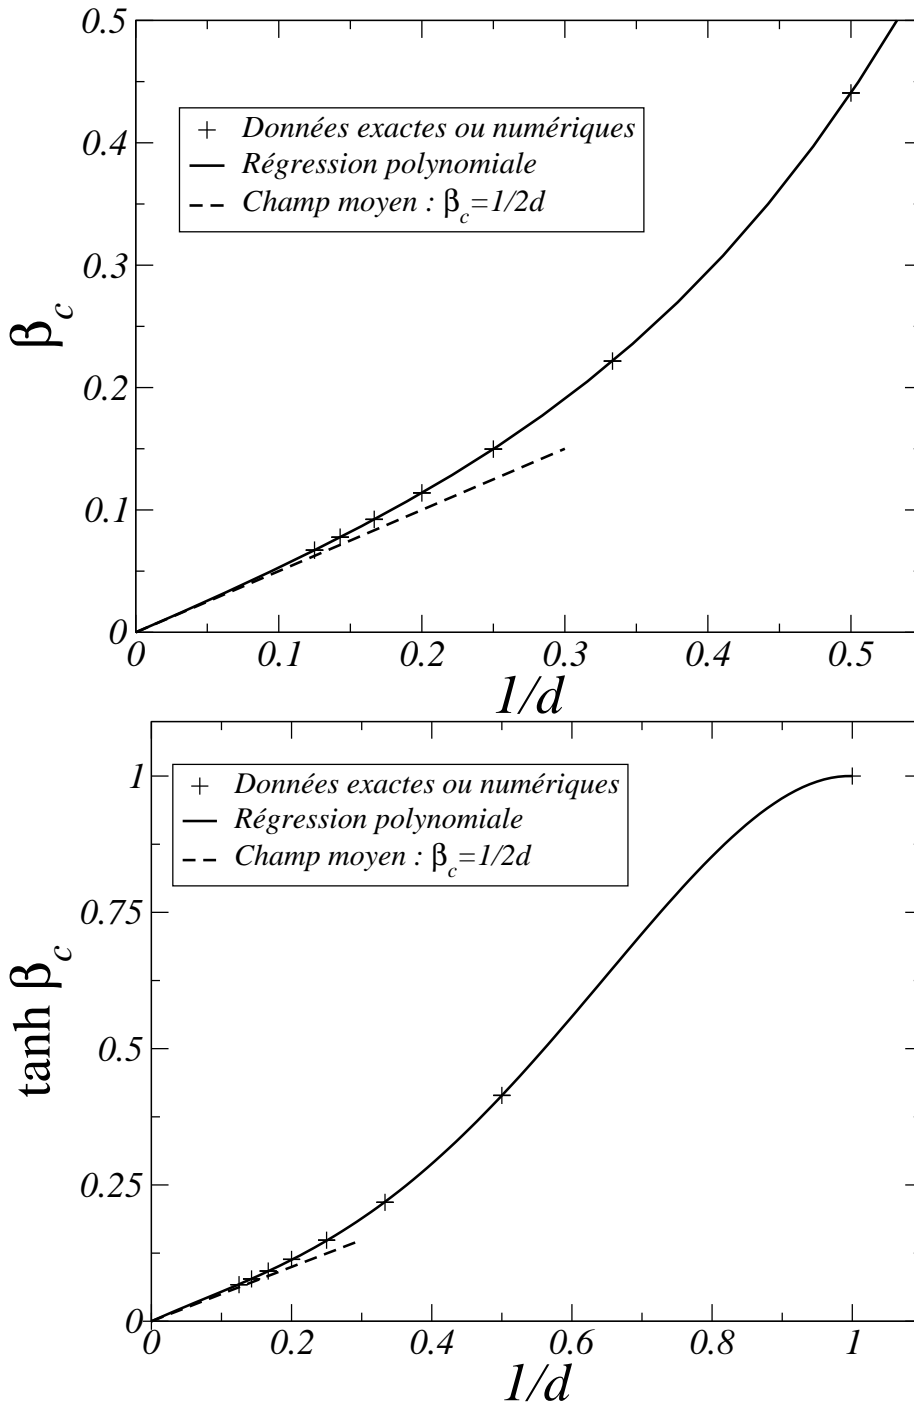 0.5
0.4
0.3
0.2
0.1
0
β_c
Données exactes ou numériques
Régression polynomiale
Champ moyen : β_c=1/2d
0 0.1 0.2 0.3 0.4 0.5
1/d
1
0.75
0.5
0.25
0
tanh β_c
Données exactes ou numériques
Régression polynomiale
Champ moyen : β_c=1/2d
0 0.2 0.4 0.6 0.8 1
1/d